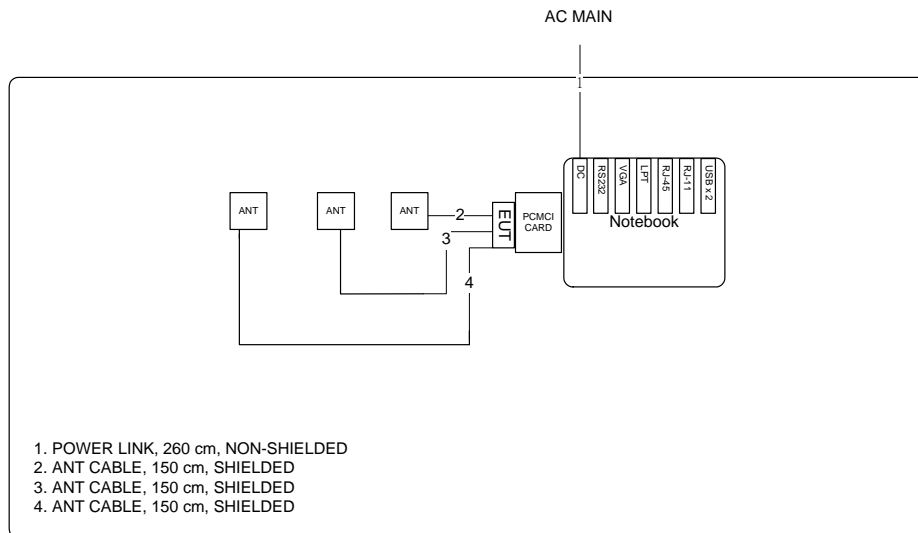 AC MAIN
1
DC
RS232
VGA
LPT
RJ-45
RJ-11
USB x 2
Notebook
PCMCI
CARD
EUT
ANT
ANT
ANT
2
3
4
1. POWER LINK, 260 cm, NON-SHIELDED
2. ANT CABLE, 150 cm, SHIELDED
3. ANT CABLE, 150 cm, SHIELDED
4. ANT CABLE, 150 cm, SHIELDED